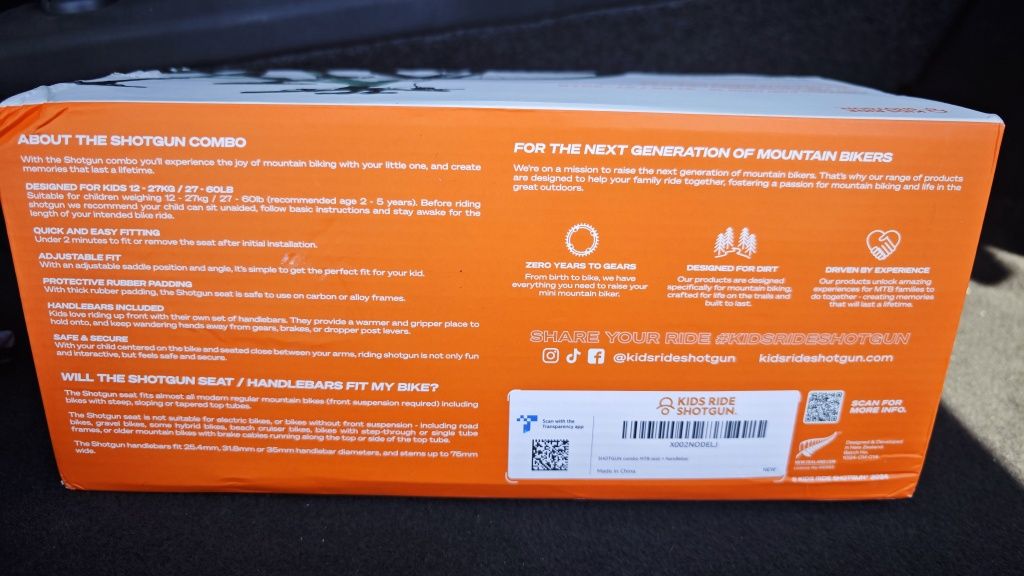 ABOUT THE SHOTGUN COMBO
With the Shotgun combo you'll experience the joy of mountain biking with your little one, and create
memories that last a lifetime.
DESIGNED FOR KIDS 12 - 27KG / 27 - 60LB
Suitable for children weighing 12 - 27kg / 27 - 60lb (recommended age 2 - 5 years). Before riding
shotgun we recommend your child can sit unaided, follow basic instructions and stay awake for the
length of your intended bike ride.
QUICK AND EASY FITTING
Under 2 minutes to fit or remove the seat after initial installation.
ADJUSTABLE FIT
With an adjustable saddle position and angle, it's simple to get the perfect fit for your kid.
PROTECTIVE RUBBER PADDING
With thick rubber padding, the Shotgun seat is safe to use on carbon or alloy frames.
HANDLEBARS INCLUDED
Kids love riding up front with their own set of handlebars. They provide a warmer and gripper place to
hold onto, and keep wandering hands away from gears, brakes, or dropper post levers.
SAFE & SECURE
With your child centered on the bike and seated close between your arms, riding shotgun is not only fun
and interactive, but feels safe and secure.
WILL THE SHOTGUN SEAT / HANDLEBARS FIT MY BIKE?
The Shotgun seat fits almost all modern regular mountain bikes (front suspension required) including
bikes with steep, sloping or tapered top tubes.
The Shotgun seat is not suitable for electric bikes, or bikes without front suspension - including road
bikes, gravel bikes, some hybrid bikes, beach or cruiser bikes, bikes with step-through or single tube
frames, or older mountain bikes with brake cables running along the top or side of the top tube.
The Shotgun handlebars fit 25.4mm, 31.8mm or 35mm handlebar diameters, and stems up to 75mm
wide.
FOR THE NEXT GENERATION OF MOUNTAIN BIKERS
We're on a mission to raise the next generation of mountain bikers. That's why our range of products
are designed to help your family ride together, fostering a passion for mountain biking and life in the
great outdoors.
ZERO YEARS TO GEARS
From birth to bike, we have
everything you need to raise your
mini mountain biker.
DESIGNED FOR DIRT
Our products are designed
specifically for mountain biking,
crafted for life on the trails and
built to last.
DRIVEN BY EXPERIENCE
Our products unlock amazing
experiences for MTB families to
do together - creating memories
that will last a lifetime.
SHARE YOUR RIDE #KIDSRIDESHOTGUN
@kidsrideshotgun kidsrideshotgun.com
KIDS RIDE
SHOTGUN.
Scan with the
Transparency app
X002NODELJ
SHOTGUN combo MTB seat + handlebar
NEW
Made in China
SCAN FOR
MORE INFO.
Designed & Developed
in New Zealand
Batch No.
NEWZEALAND.COM
© KIDS RIDE SHOTGUN